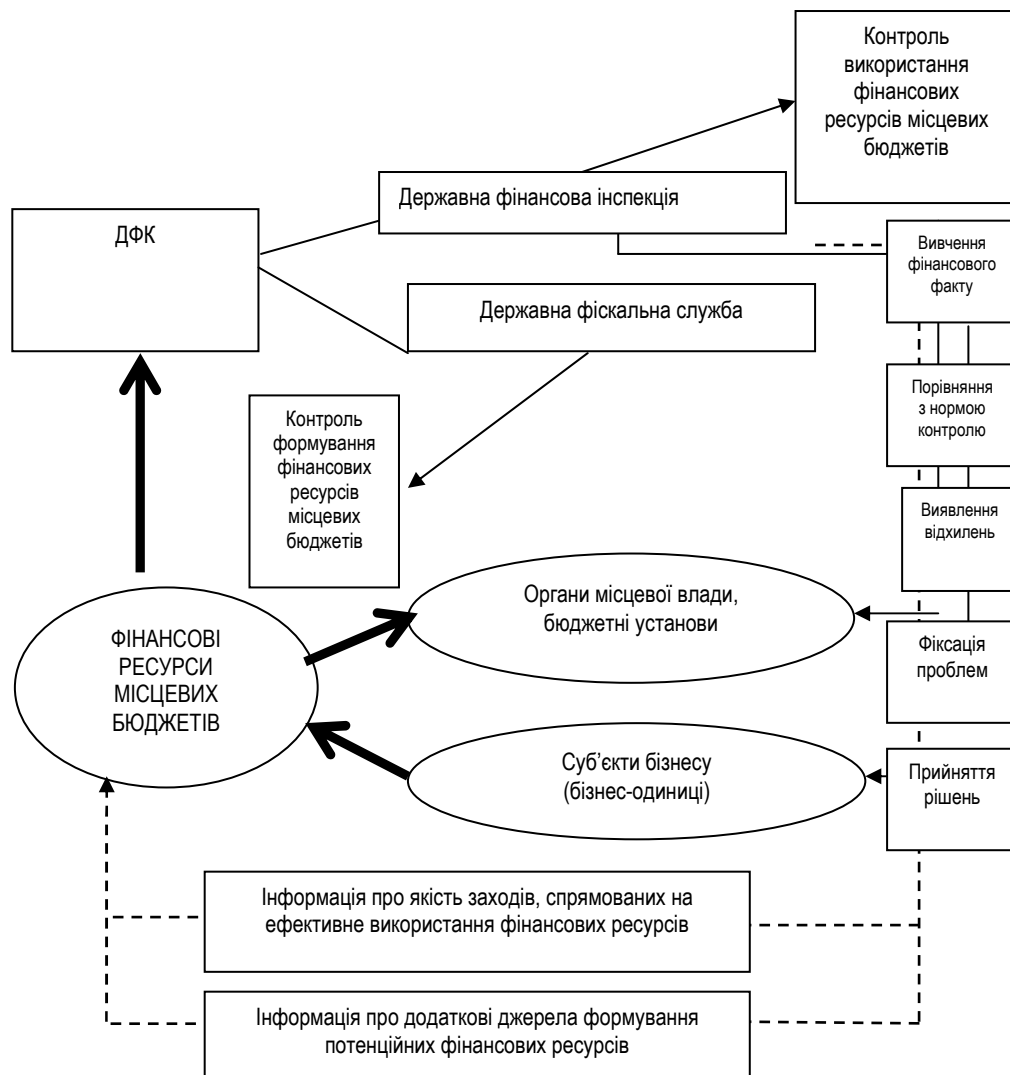 Контроль
використання
фінансових
ресурсів місцевих
бюджетів
Державна фінансова інспекція
ДФК
Вивчення
фінансового
факту
Державна фіскальна служба
Порівняння
з нормою
контролю
Контроль
формування
фінансових
ресурсів
місцевих
бюджетів
Виявлення
відхилень
Органи місцевої влади,
бюджетні установи
ФІНАНСОВІ
РЕСУРСИ
МІСЦЕВИХ
БЮДЖЕТІВ
Фіксація
проблем
Суб’єкти бізнесу
(бізнес-одиниці)
Прийняття
рішень
Інформація про якість заходів, спрямованих на
ефективне використання фінансових ресурсів
Інформація про додаткові джерела формування
потенційних фінансових ресурсів